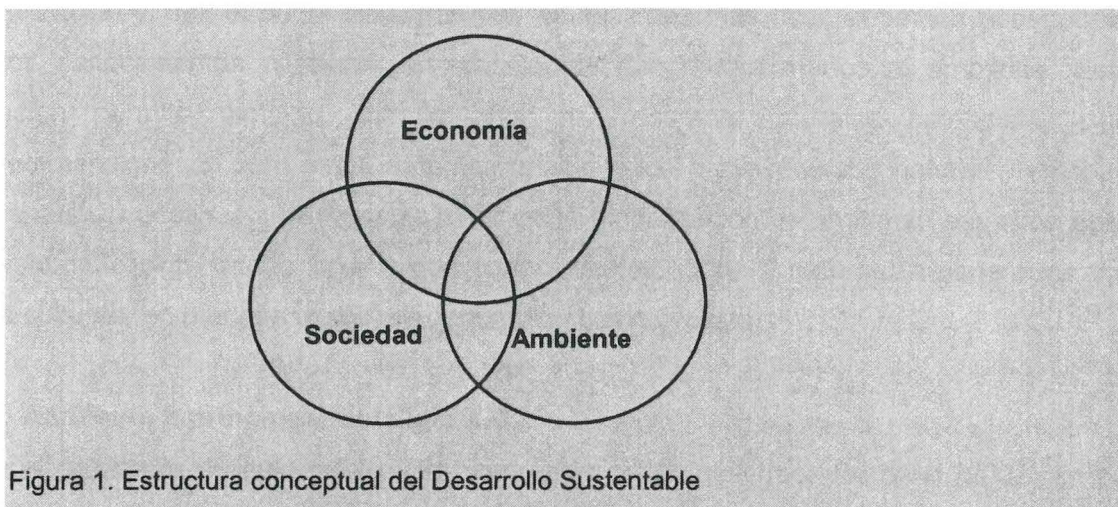 Economía
Sociedad
Ambiente
Figura 1. Estructura conceptual del Desarrollo Sustentable